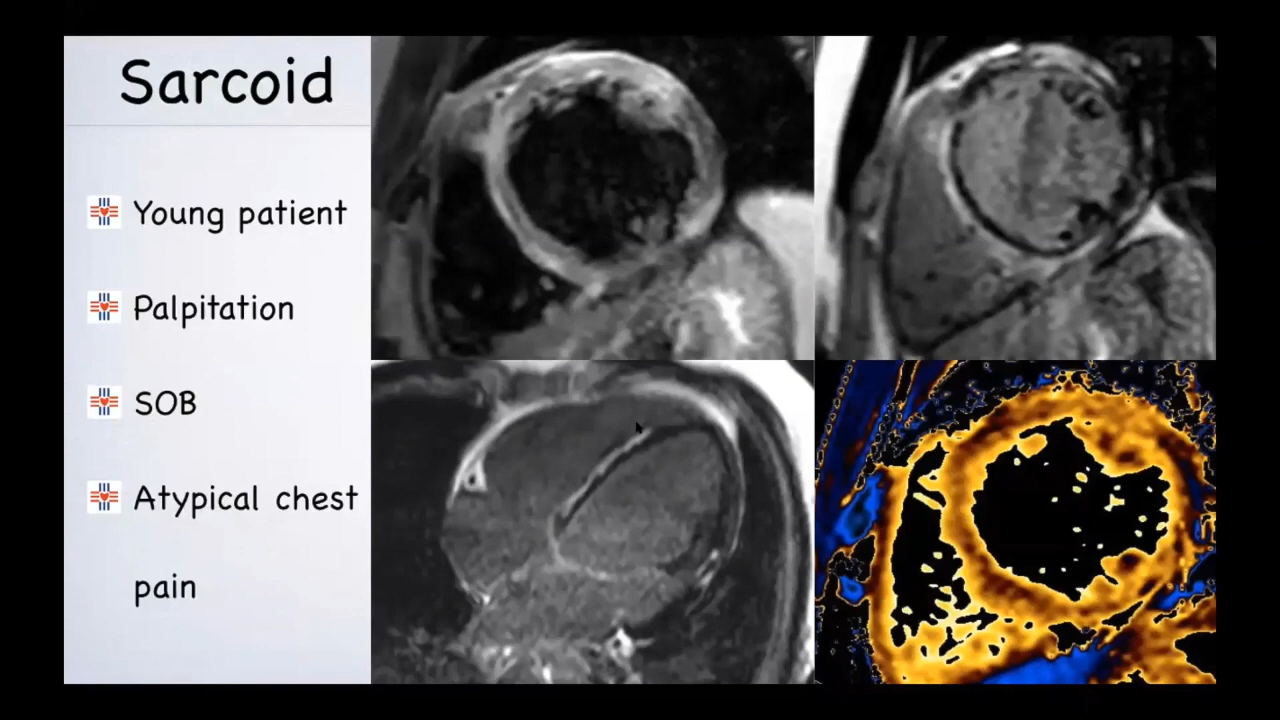 Sarcoid
Young patient
Palpitation
SOB
Atypical chest
pain